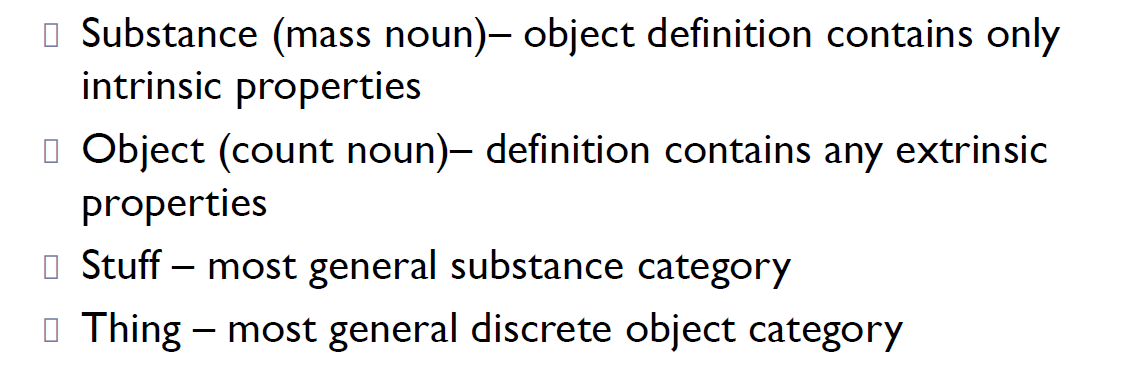 ▯ Substance (mass noun)– object definition contains only
intrinsic properties
▯ Object (count noun)– definition contains any extrinsic
properties
▯ Stuff – most general substance category
▯ Thing – most general discrete object category